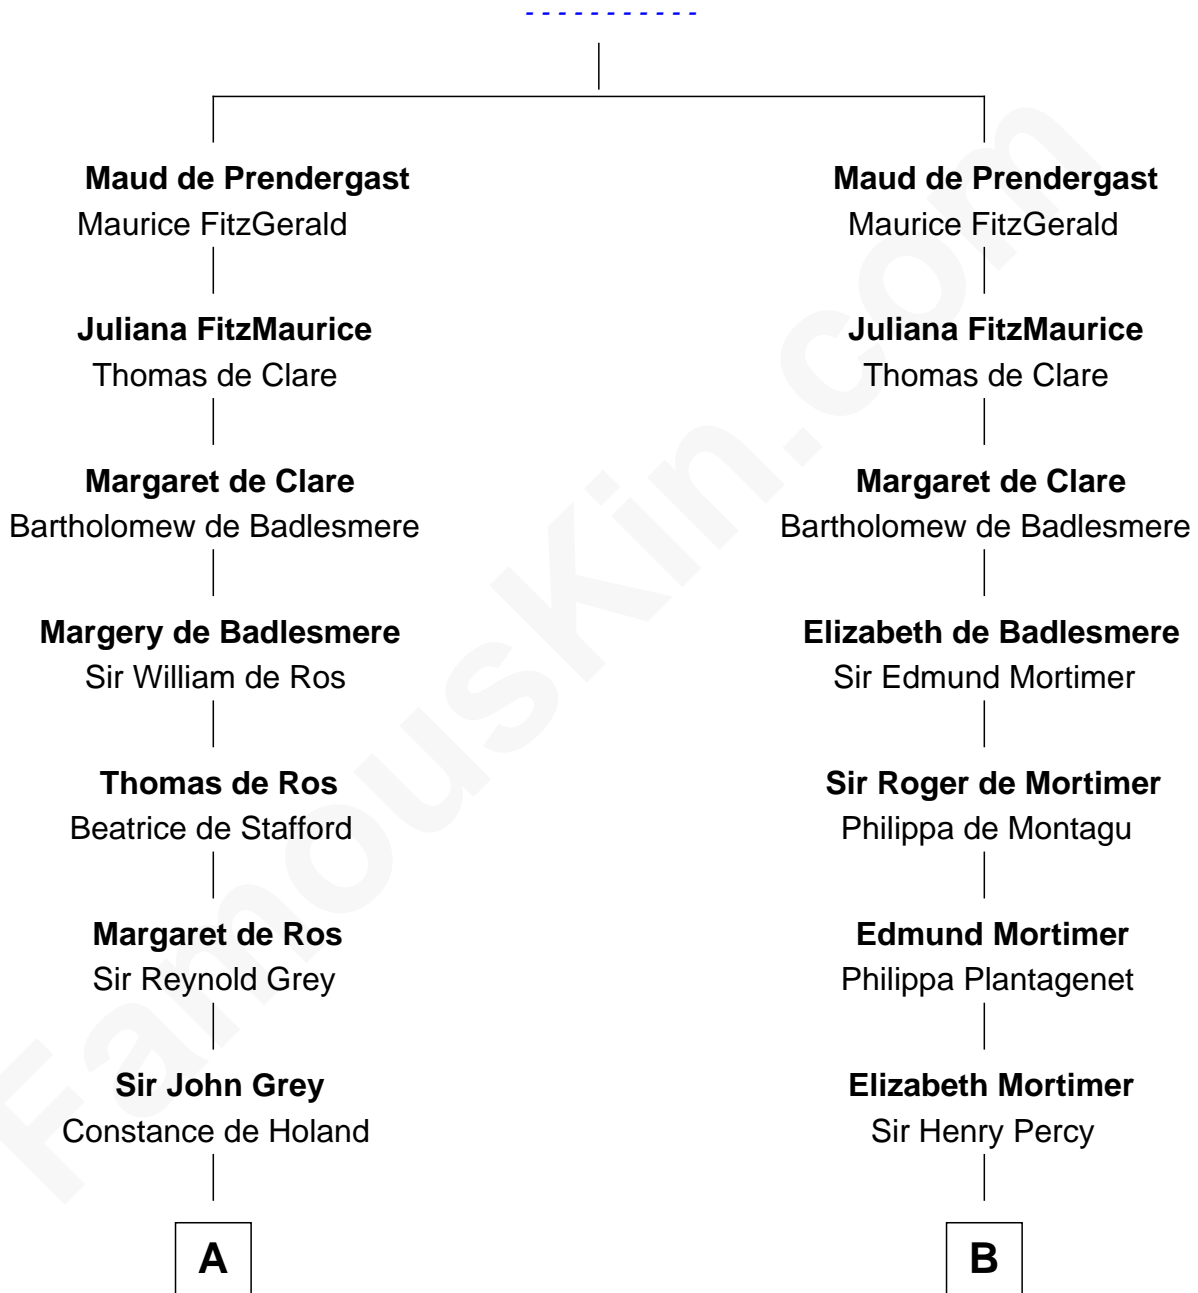 - - - - - - - - - - -
Maud de Prendergast
Maurice FitzGerald
Juliana FitzMaurice
Thomas de Clare
Margaret de Clare
Bartholomew de Badlesmere
Margery de Badlesmere
Sir William de Ros
Thomas de Ros
Beatrice de Stafford
Margaret de Ros
Sir Reynold Grey
Sir John Grey
Constance de Holand
A
Maud de Prendergast
Maurice FitzGerald
Juliana FitzMaurice
Thomas de Clare
Margaret de Clare
Bartholomew de Badlesmere
Elizabeth de Badlesmere
Sir Edmund Mortimer
Sir Roger de Mortimer
Philippa de Montagu
Edmund Mortimer
Philippa Plantagenet
Elizabeth Mortimer
Sir Henry Percy
B
FamousKin.com